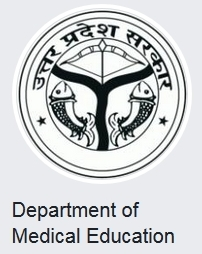 उत्तर प्रदेश सरकार
Department of
Medical Education